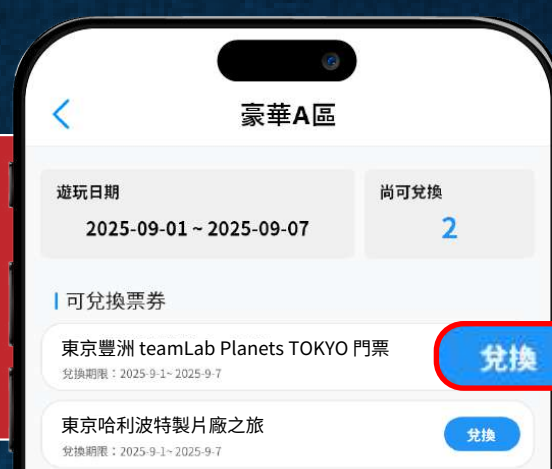 豪華A區
遊玩日期
尚可兌換
2025-09-01 ~ 2025-09-07
2
可兌換票券
東京豐洲 teamLab Planets TOKYO 門票
兌換期限：2025-9-1~ 2025-9-7
兌換
東京哈利波特製片廠之旅
兌換期限：2025-9-1~ 2025-9-7
兌換